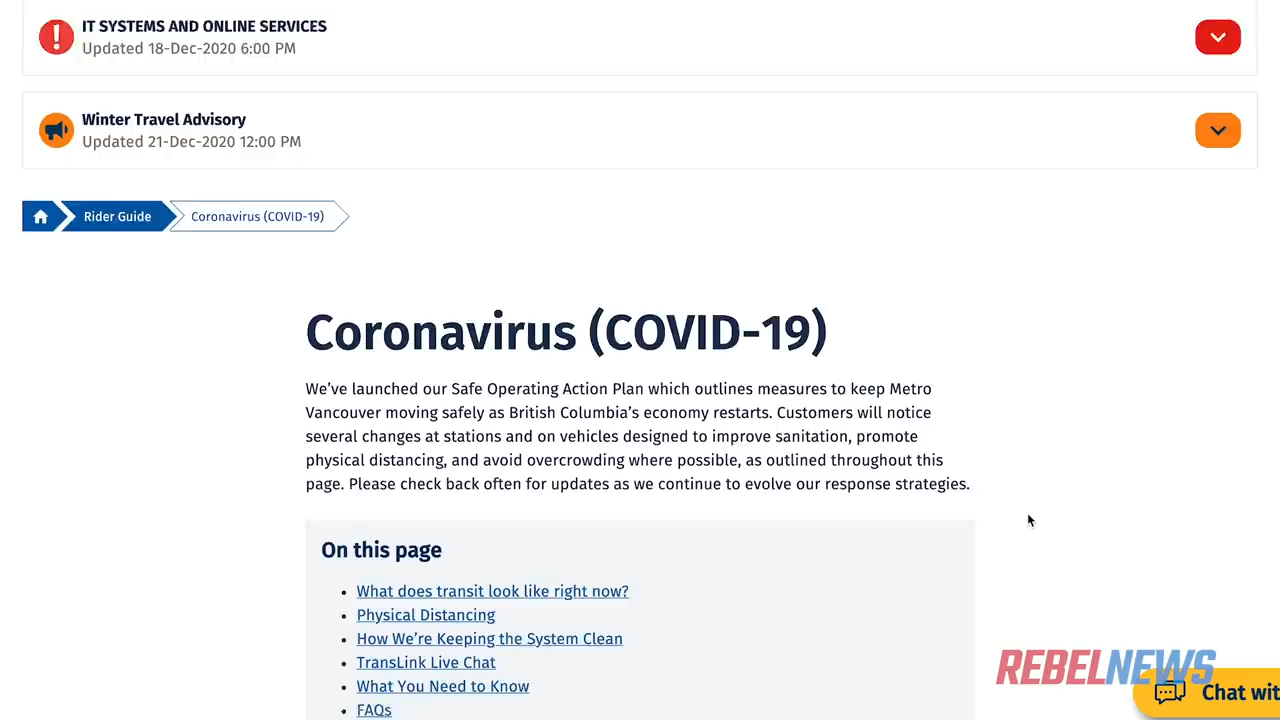 IT SYSTEMS AND ONLINE SERVICES
Updated 18-Dec-2020 6:00 PM
Winter Travel Advisory
Updated 21-Dec-2020 12:00 PM
Rider Guide
Coronavirus (COVID-19)
Coronavirus (COVID-19)
We’ve launched our Safe Operating Action Plan which outlines measures to keep Metro
Vancouver moving safely as British Columbia’s economy restarts. Customers will notice
several changes at stations and on vehicles designed to improve sanitation, promote
physical distancing, and avoid overcrowding where possible, as outlined throughout this
page. Please check back often for updates as we continue to evolve our response strategies.
On this page
What does transit look like right now?
Physical Distancing
How We’re Keeping the System Clean
TransLink Live Chat
What You Need to Know
FAQs
REBELNEWS
Chat wit